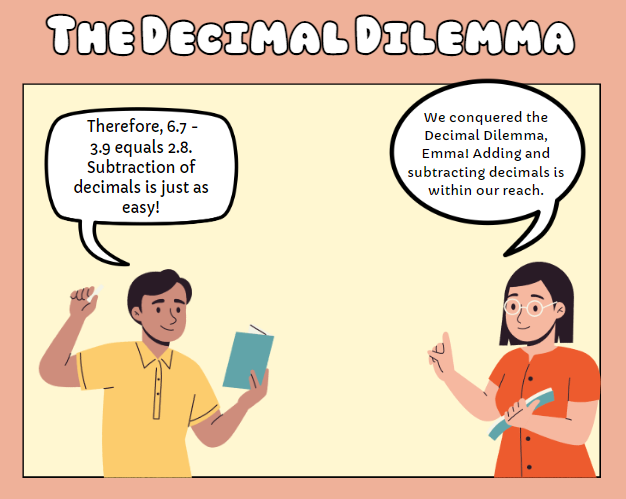 THE DECIMAL DILEMMA
Therefore, 6.7 -
3.9 equals 2.8.
Subtraction of
decimals is just as
easy!
We conquered the
Decimal Dilemma,
Emma! Adding and
subtracting decimals is
within our reach.